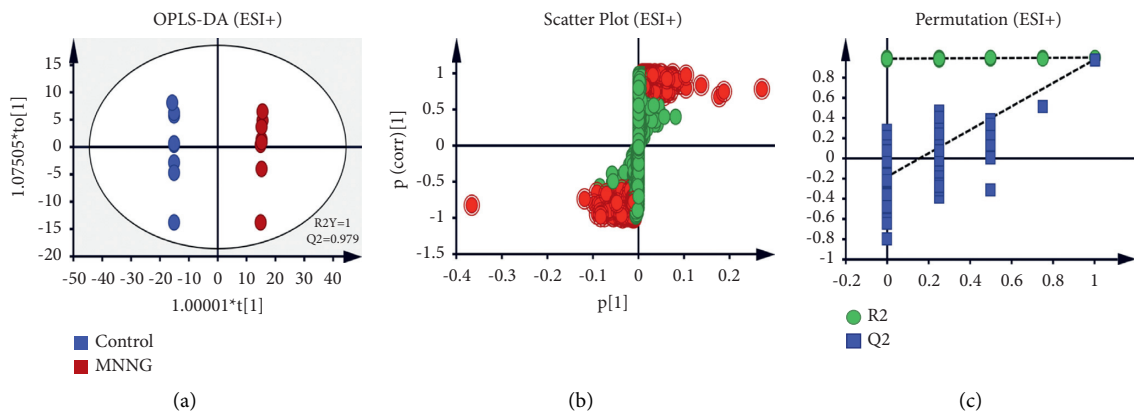 OPLS-DA (ESI+)
1.07505*to[1]
15
10
5
0
-5
-10
-15
-20
R2Y=1
Q2=0.979
-50 -40 -30 -20 -10 0 10 20 30 40
1.00001*t[1]
Control
MNNG
(a)
Scatter Plot (ESI+)
p (corr)[1]
1
0.5
0
-0.5
-1
-1.5
-0.4 -0.3 -0.2 -0.1 0 0.1 0.2
p[1]
(b)
Permutation (ESI+)
0.8
0.6
0.4
0.2
0
-0.2
-0.4
-0.6
-0.8
-1
-0.2 0 0.2 0.4 0.6 0.8 1
R2
Q2
(c)